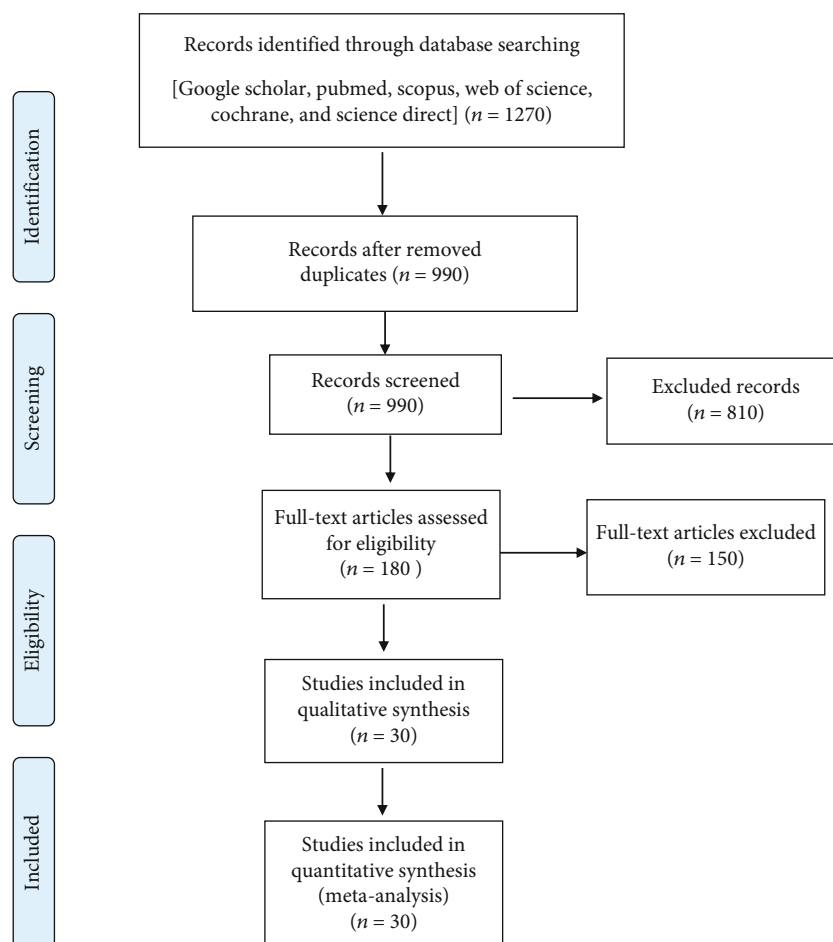 Records identified through database searching
[Google scholar, pubmed, scopus, web of science,
cochrane, and science direct] (n = 1270)
Identification
Records after removed
duplicates (n = 990)
Screening
Records screened
(n = 990)
Excluded records
(n = 810)
Eligibility
Full-text articles assessed
for eligibility
(n = 180 )
Full-text articles excluded
(n = 150)
Studies included in
qualitative synthesis
(n = 30)
Included
Studies included in
quantitative synthesis
(meta-analysis)
(n = 30)